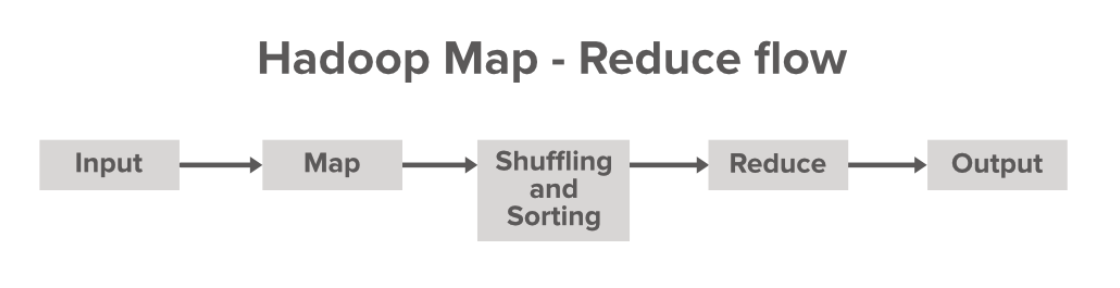 Hadoop Map - Reduce flow
Input
Map
Shuffling
and
Sorting
Reduce
Output